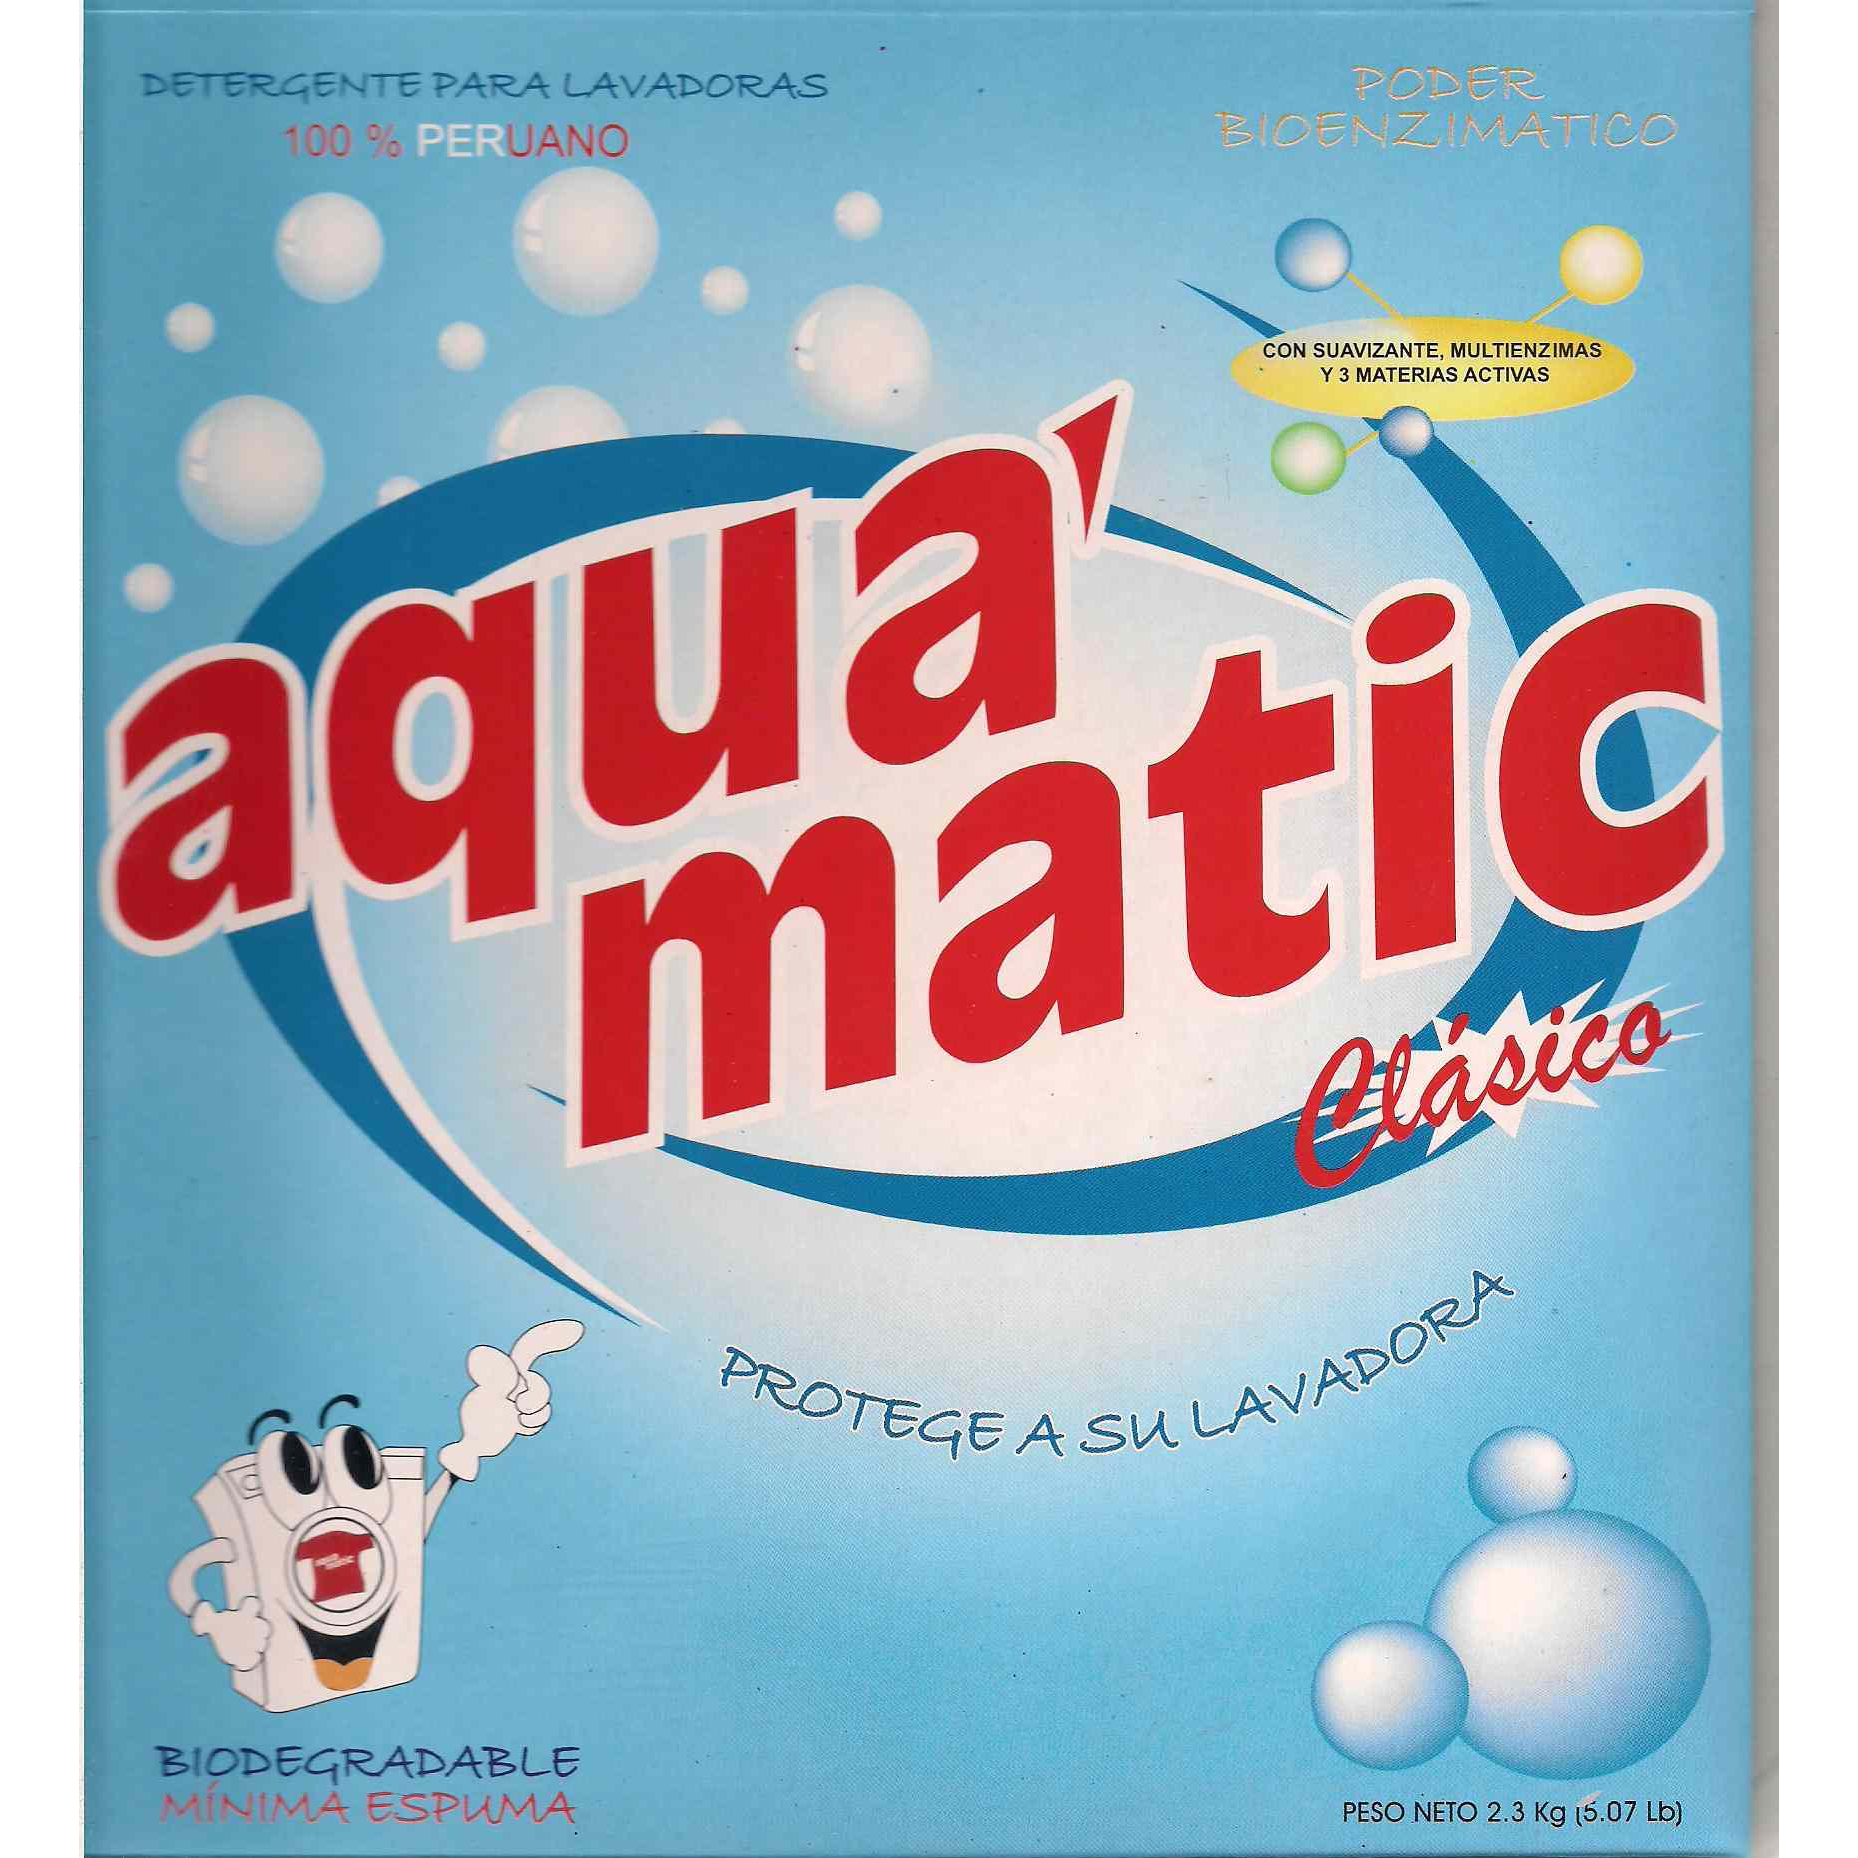 DETERGENTE PARA LAVADORAS
100 % PERUANO
PODER
BIOENZIMATICO
CON SUAVIZANTE, MULTIENZIMAS
Y 3 MATERIAS ACTIVAS
aqua'
matic
Clásico
PROTEGE A SU LAVADORA
BIODEGRADABLE
MÍNIMA ESPUMA
PESO NETO 2.3 Kg (5.07 Lb)